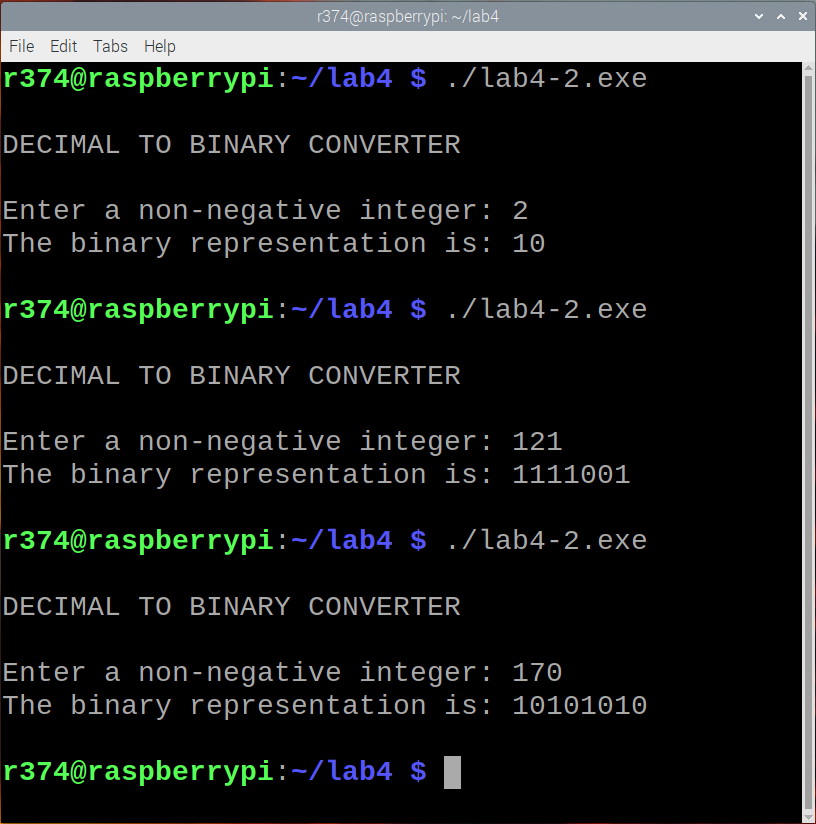 r374@raspberrypi: ~/lab4
File Edit Tabs Help
r374@raspberrypi:~/lab4 $ ./lab4-2.exe
DECIMAL TO BINARY CONVERTER
Enter a non-negative integer: 2
The binary representation is: 10
r374@raspberrypi:~/lab4 $ ./lab4-2.exe
DECIMAL TO BINARY CONVERTER
Enter a non-negative integer: 121
The binary representation is: 1111001
r374@raspberrypi:~/lab4 $ ./lab4-2.exe
DECIMAL TO BINARY CONVERTER
Enter a non-negative integer: 170
The binary representation is: 10101010
r374@raspberrypi:~/lab4 $